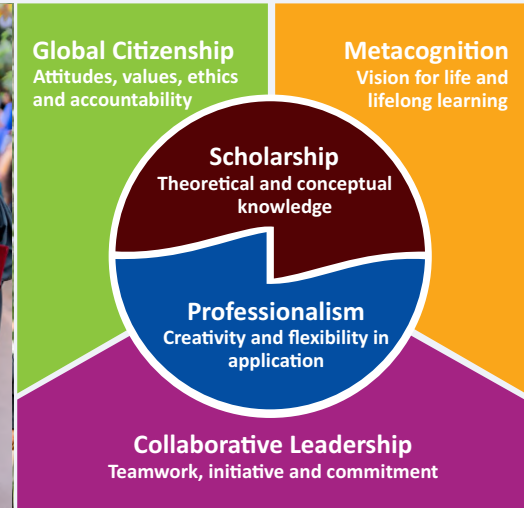 Global Citizenship
Attitudes, values, ethics
and accountability
Metacognition
Vision for life and
lifelong learning
Scholarship
Theoretical and conceptual
knowledge
Professionalism
Creativity and flexibility in
application
Collaborative Leadership
Teamwork, initiative and commitment